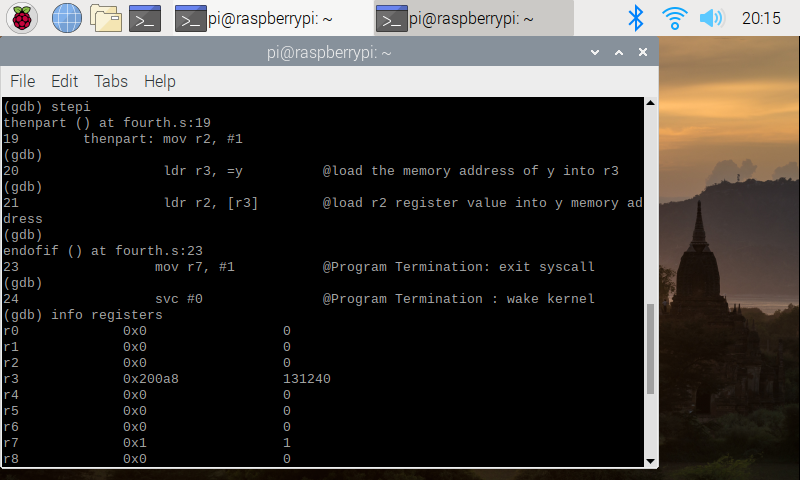 >_ pi@raspberrypi: ~ >_ pi@raspberrypi: ~ 20:15
pi@raspberrypi: ~
File Edit Tabs Help
(gdb) stepi
thenpart () at fourth.s:19
19 thenpart: mov r2, #1
(gdb)
20 ldr r3, =y @load the memory address of y into r3
(gdb)
21 ldr r2, [r3] @load r2 register value into y memory ad
dress
(gdb)
endofif () at fourth.s:23
23 mov r7, #1 @Program Termination: exit syscall
(gdb)
24 svc #0 @Program Termination : wake kernel
(gdb) info registers
r0 0x0 0
r1 0x0 0
r2 0x0 0
r3 0x200a8 131240
r4 0x0 0
r5 0x0 0
r6 0x0 0
r7 0x1 1
r8 0x0 0